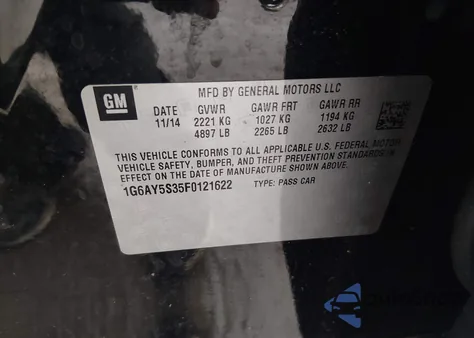 GM
MFD BY GENERAL MOTORS LLC
DATE GVWR GAWR FRT GAWR RR
11/14 2221 KG 1027 KG 1194 KG
4897 LB 2265 LB 2632 LB
THIS VEHICLE CONFORMS TO ALL APPLICABLE U.S. FEDERAL MOTOR
VEHICLE SAFETY, BUMPER, AND THEFT PREVENTION STANDARDS IN
EFFECT ON THE DATE OF MANUFACTURE SHOWN ABOVE.
1G6AY5S35F0121622 TYPE: PASS CAR